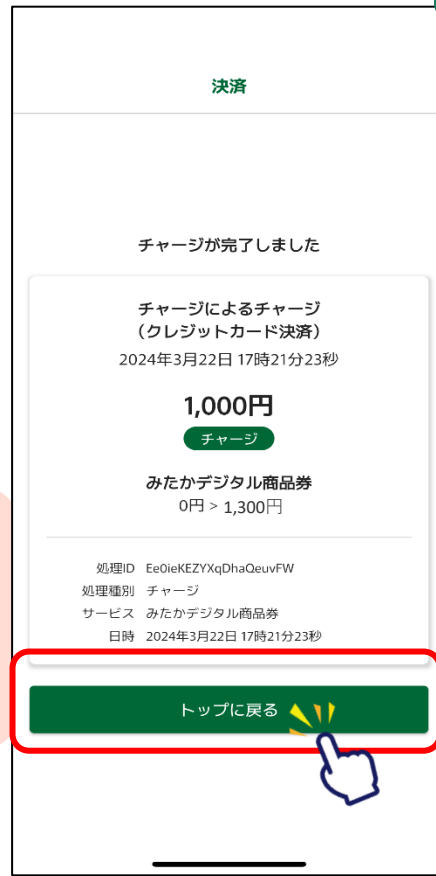 決済
チャージが完了しました
チャージによるチャージ
（クレジットカード決済）
2024年3月22日 17時21分23秒
1,000円
チャージ
みたかデジタル商品券
0円 > 1,300円
処理ID Ee0ieKEZYXqDhaQeuvFW
処理種別 チャージ
サービス みたかデジタル商品券
日時 2024年3月22日 17時21分23秒
トップに戻る